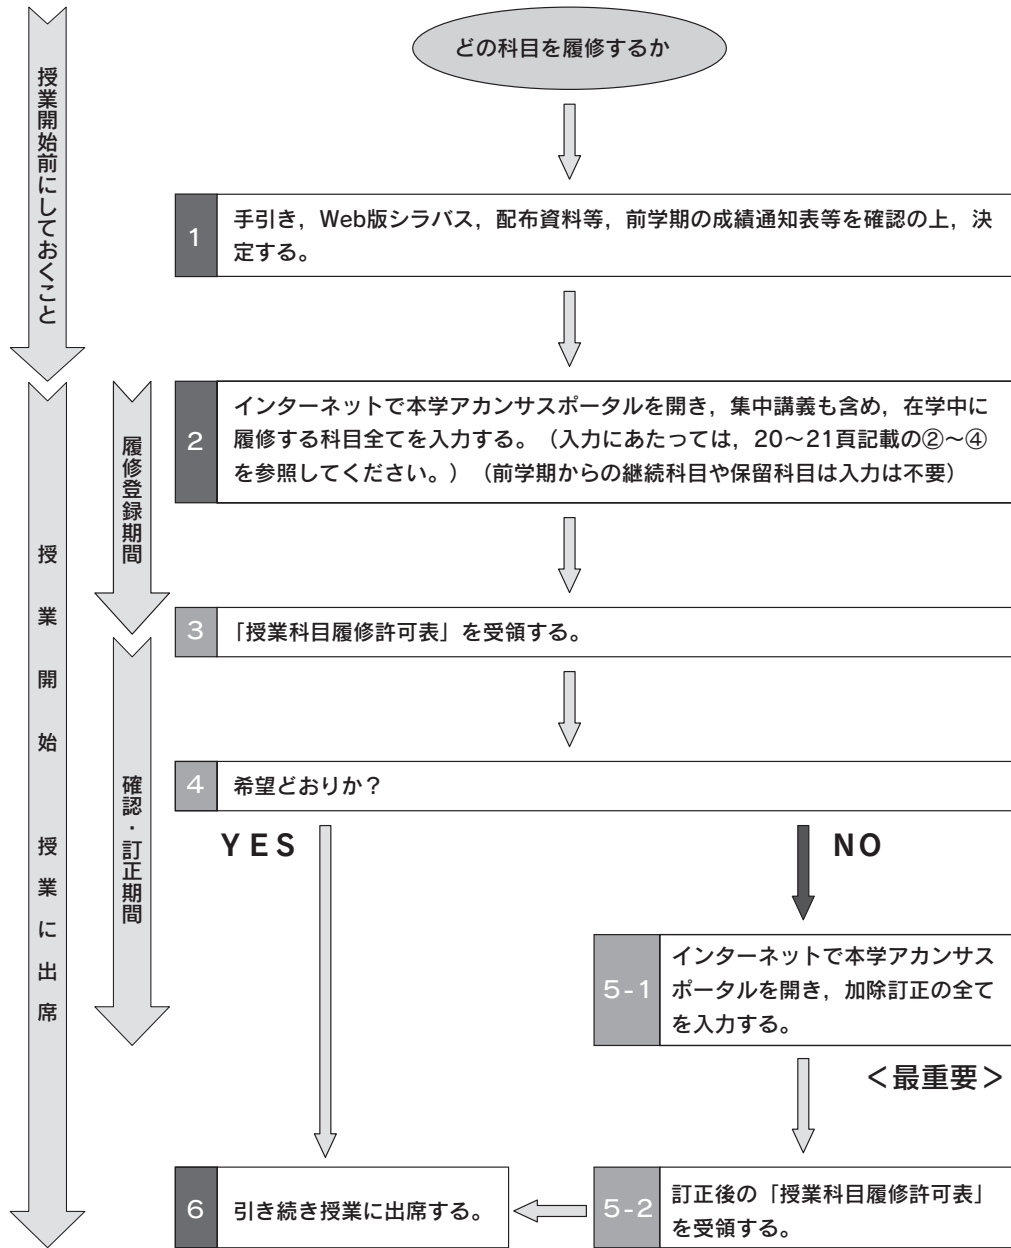 どの科目を履修するか
授業開始前にしておくこと
1
手引き，Web版シラバス，配布資料等，前学期の成績通知表等を確認の上，決
定する。
授業開始 授業に出席
履修登録期間
2
インターネットで本学アカンサスポータルを開き，集中講義も含め，在学中に
履修する科目全てを入力する。（入力にあたっては，20～21頁記載の②～④
を参照してください。）（前学期からの継続科目や保留科目は入力は不要）
3
「授業科目履修許可表」を受領する。
確認・訂正期間
4
希望どおりか？
YES
NO
5-1
インターネットで本学アカンサス
ポータルを開き，加除訂正の全て
を入力する。
＜最重要＞
6
引き続き授業に出席する。
5-2
訂正後の「授業科目履修許可表」
を受領する。